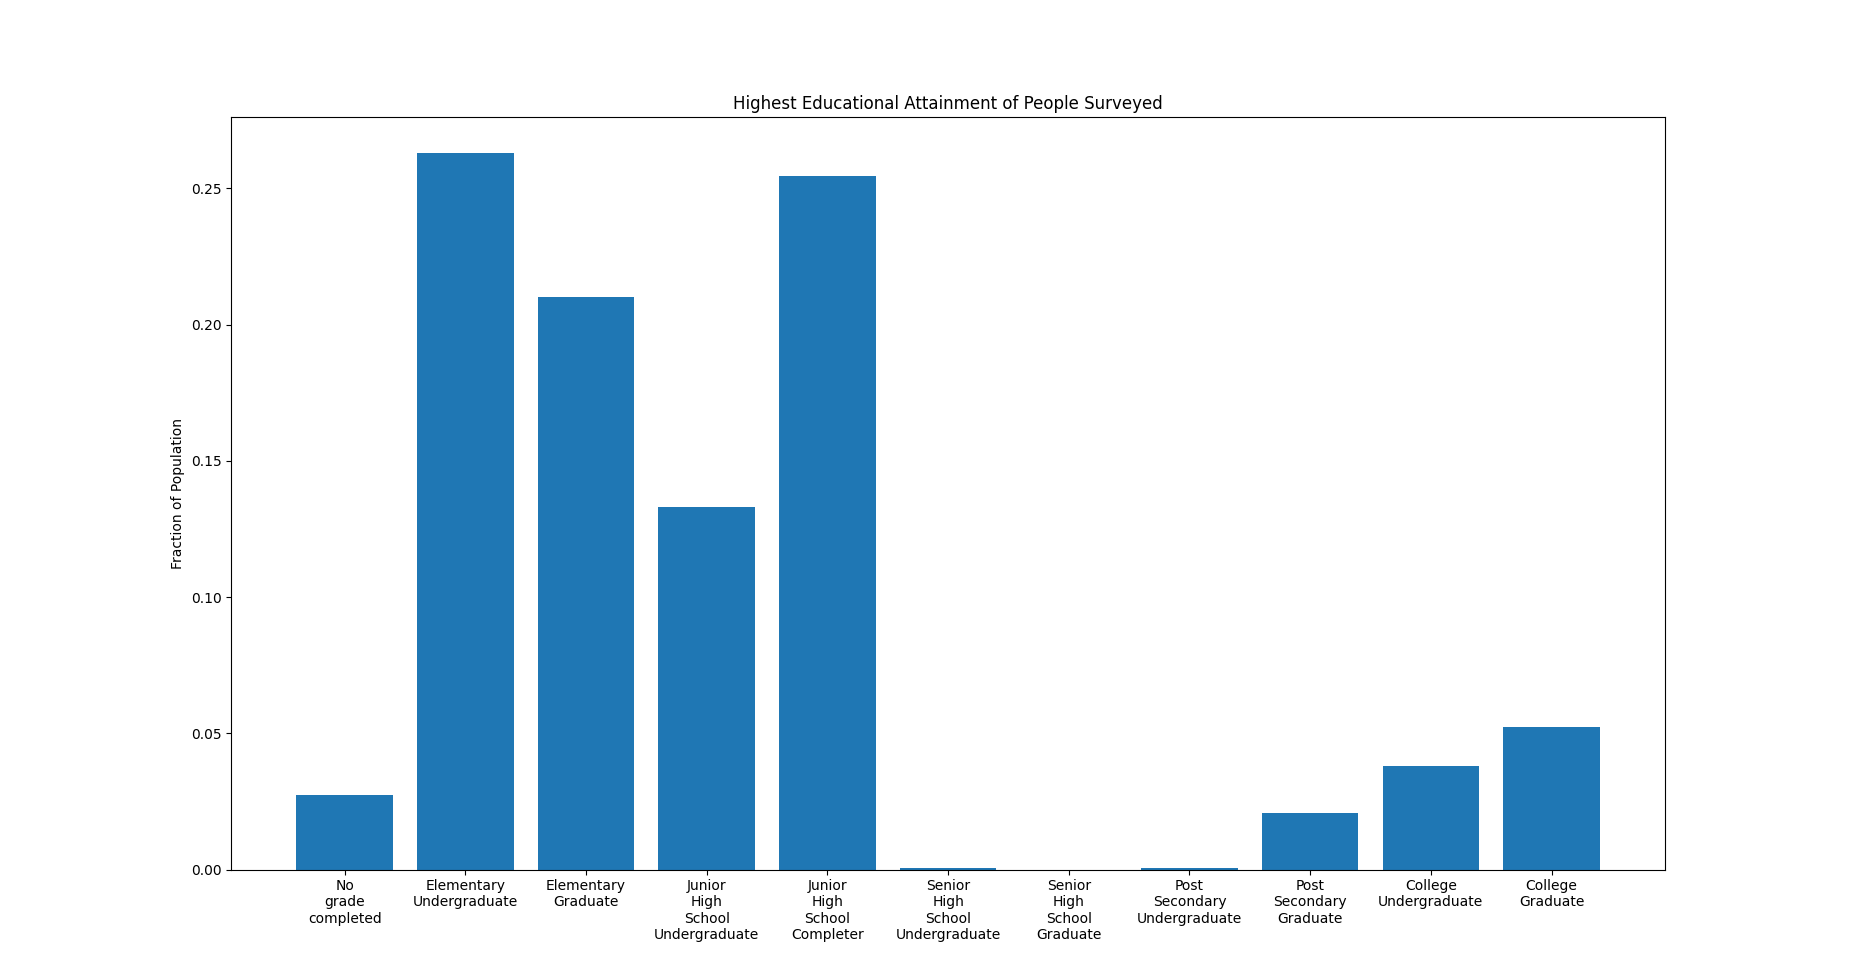 Highest Educational Attainment of People Surveyed
Fraction of Population
0.25
0.20
0.15
0.10
0.05
0.00
No
grade
completed
Elementary
Undergraduate
Elementary
Graduate
Junior
High
School
Undergraduate
Junior
High
School
Completer
Senior
High
School
Undergraduate
Senior
High
School
Graduate
Post
Secondary
Undergraduate
Post
Secondary
Graduate
College
Undergraduate
College
Graduate